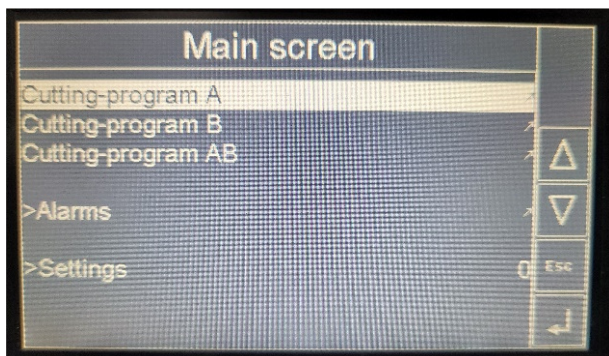 Main screen
Cutting-program A
Cutting-program B
Cutting-program AB
>Alarms
>Settings 0
ESC